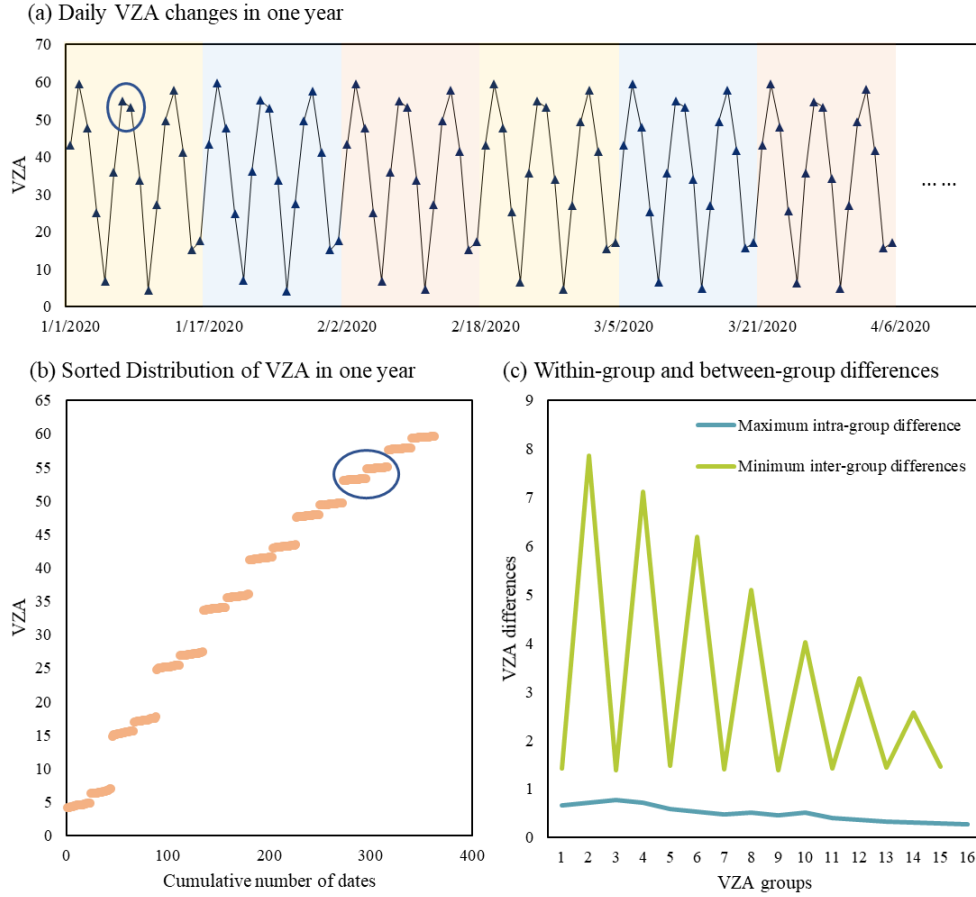 (a) Daily VZA changes in one year
70
60
50
40
30
20
10
0
VZA
... ...
1/1/2020 1/17/2020 2/2/2020 2/18/2020 3/5/2020 3/21/2020 4/6/2020
(b) Sorted Distribution of VZA in one year
65
60
55
50
45
40
35
30
25
20
15
10
5
0
VZA
0 100 200 300 400
Cumulative number of dates
(c) Within-group and between-group differences
9
8
7
6
5
4
3
2
1
0
VZA differences
Maximum intra-group difference
Minimum inter-group differences
1 2 3 4 5 6 7 8 9 10 11 12 13 14 15 16
VZA groups